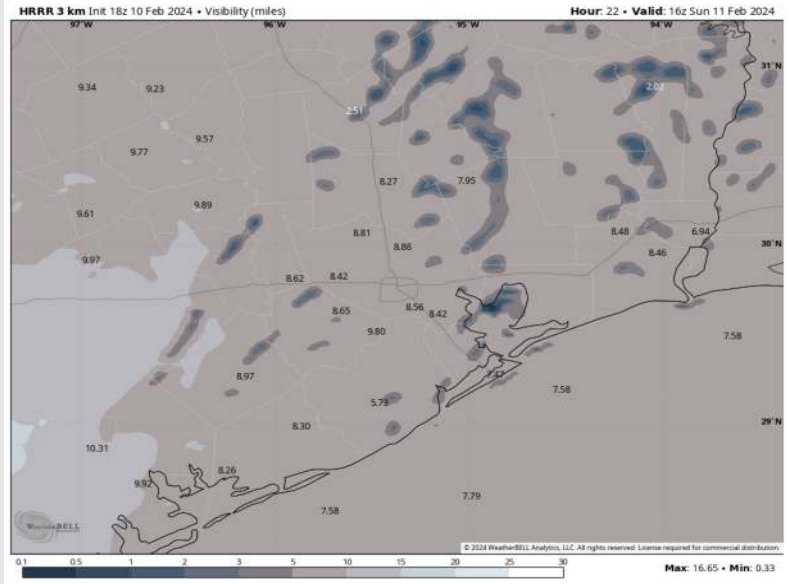 HRRR 3 km Init 18z 10 Feb 2024 • Visibility (miles) Hour: 22 • Valid: 16z Sun 11 Feb 2024
97°W 96°W 95°W 94°W
31°N
9.34 9.23 2.02
2.51
9.57
9.77
8.27 7.95
9.89
9.61
8.81 8.48 6.94
30°N
8.86 8.46
9.97
8.62 8.42
8.65 8.56 8.42
9.80 7.58
8.97 7.47
7.58
5.73
8.30 29°N
10.31
8.26
9.92
7.79
7.58
WeatherBELL
© 2024 WeatherBELL Analytics, LLC. All rights reserved. License required for commercial distribution.
0.1 0.5 1 2 3 5 10 15 20 25 30
Max: 16.65 • Min: 0.33